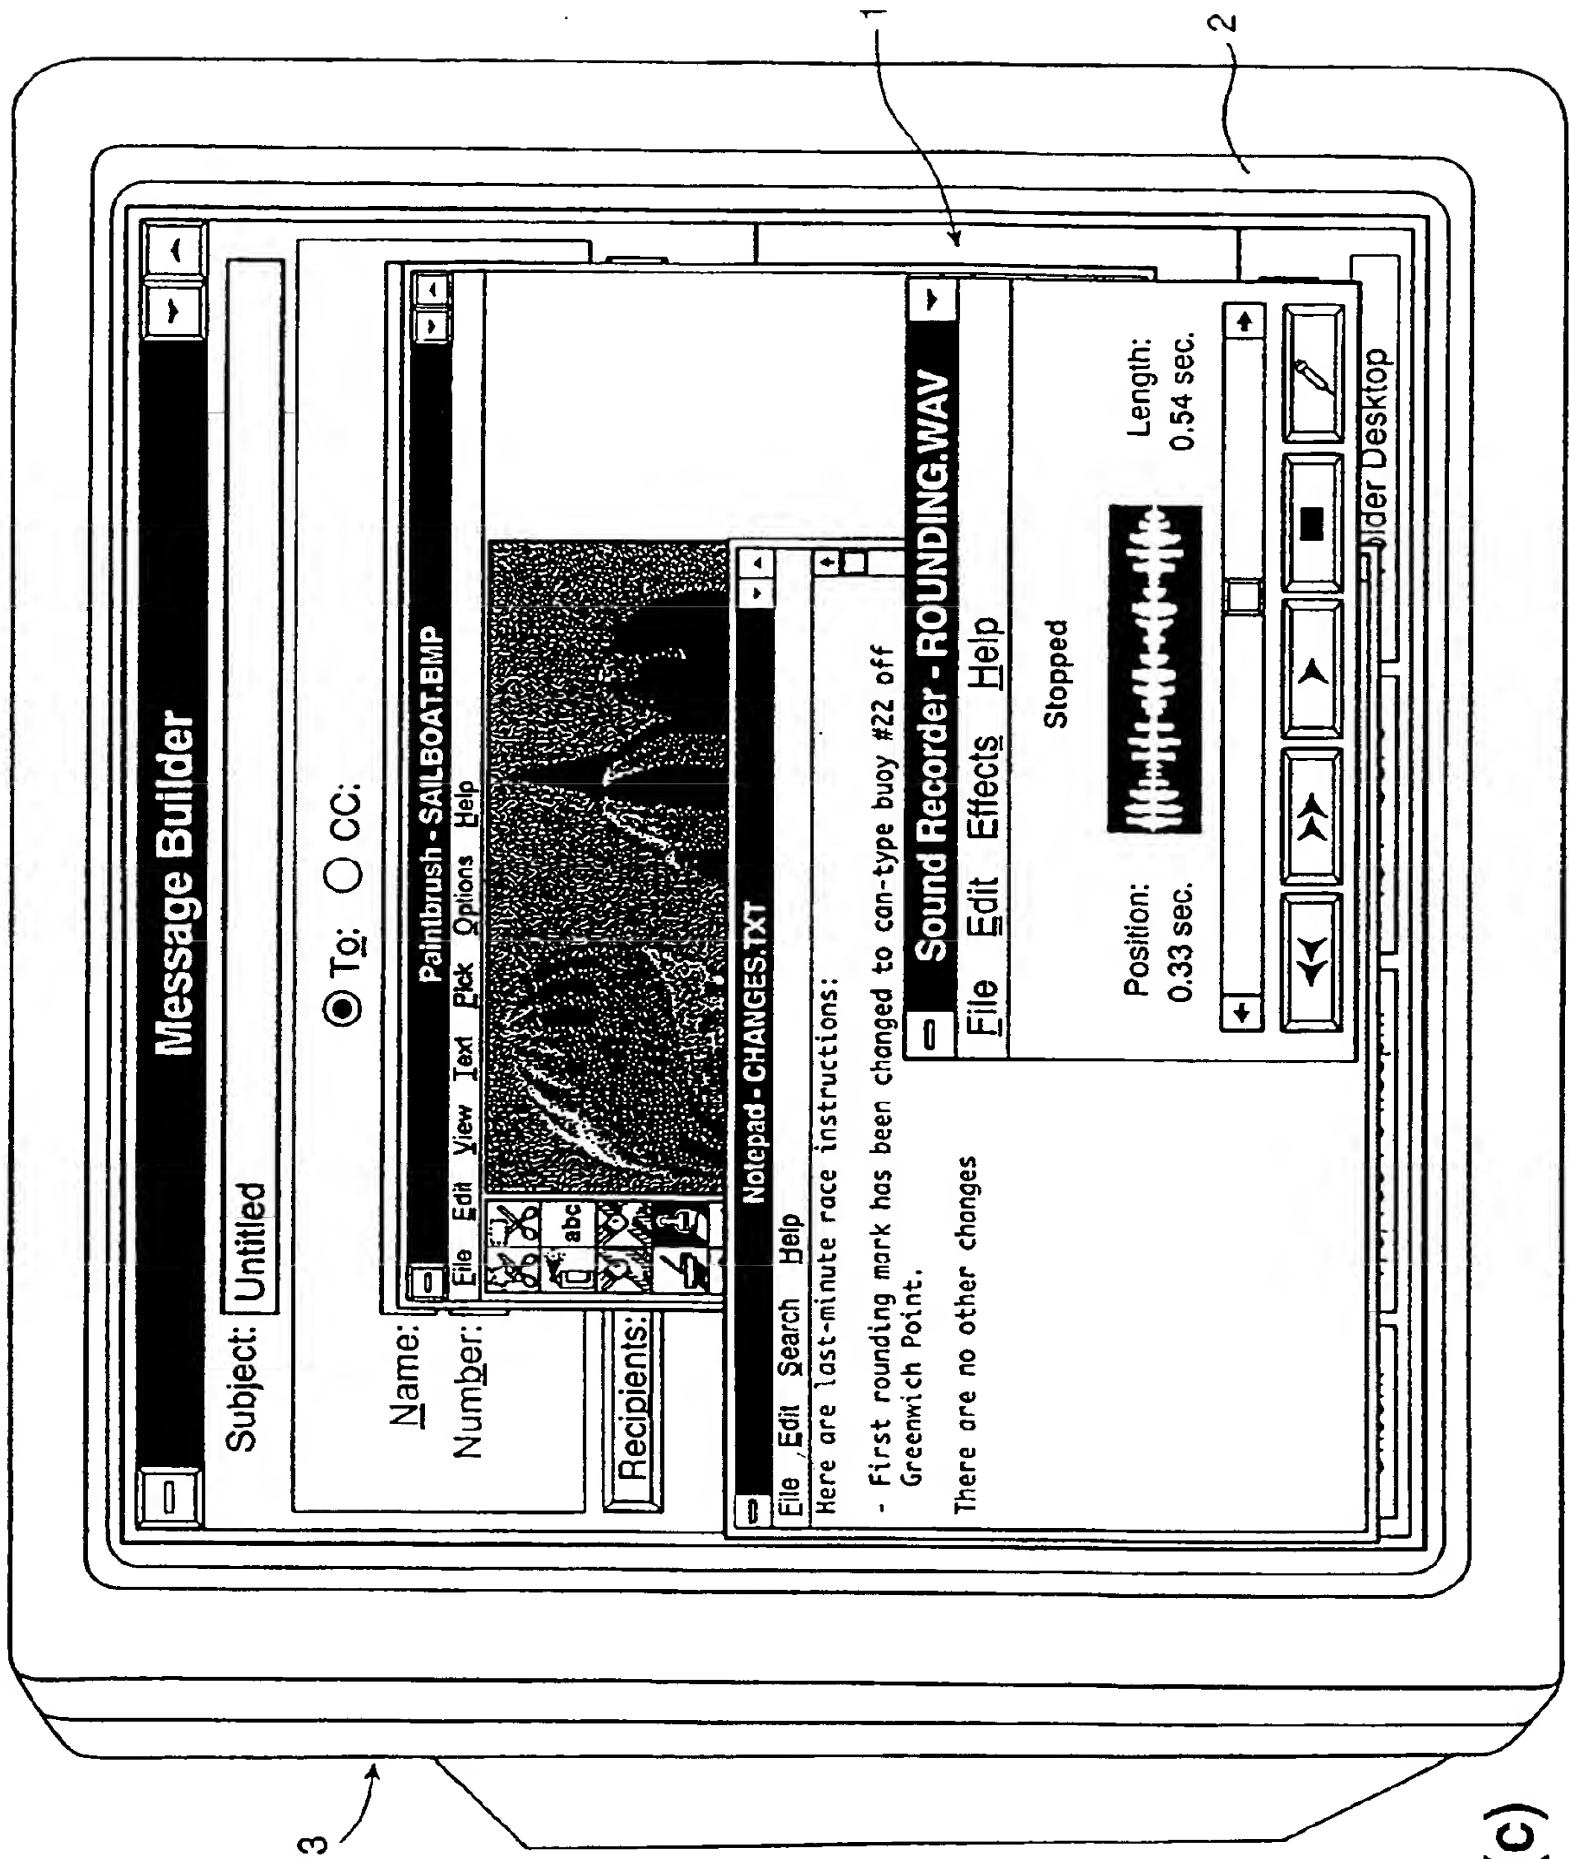 Message Builder
Subject: Untitled
To: CC:
Name:
Number:
Recipients:
Paintbrush - SAILBOAT.BMP
File Edit View Text Pick Options Help
abc
Notepad - CHANGES.TXT
File Edit Search Help
Here are last-minute race instructions:
- First rounding mark has been changed to can-type buoy #22 off
Greenwich Point.
There are no other changes
Sound Recorder - ROUNDING.WAV
File Edit Effects Help
Stopped
Position: Length:
0.33 sec. 0.54 sec.
Desktop
1
2
3
(c)